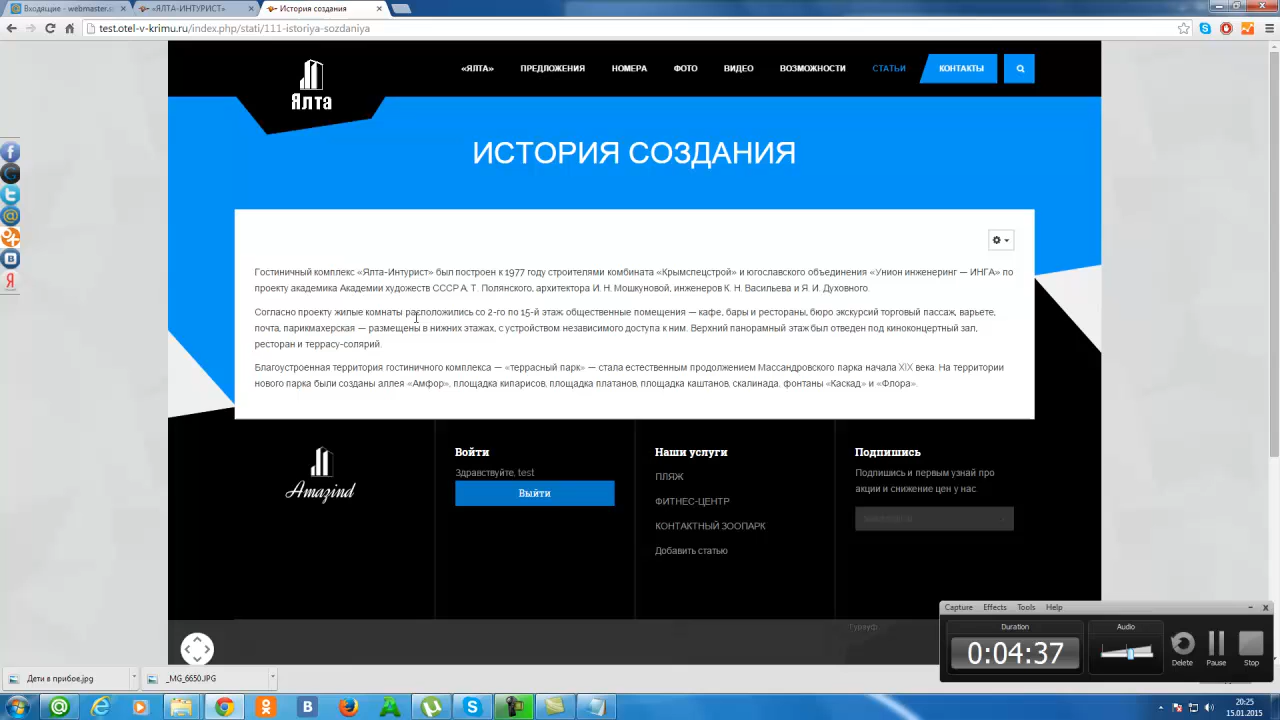 Входящие - webmaster.es
«ЯЛТА-ИНТУРИСТ»
История создания
test.otel-v-krimu.ru/index.php/stati/111-istoriya-sozdaniya
Ялта
«ЯЛТА»
ПРЕДЛОЖЕНИЯ
НОМЕРА
ФОТО
ВИДЕО
ВОЗМОЖНОСТИ
СТАТЬИ
КОНТАКТЫ
ИСТОРИЯ СОЗДАНИЯ
Гостиничный комплекс «Ялта-Интурист» был построен к 1977 году строителями комбината «Крымспецстрой» и югославского объединения «Унион инженеринг — ИНГА» по
проекту академика Академии художеств СССР А. Т. Полянского, архитектора И. Н. Мошкуновой, инженеров К. Н. Васильева и Я. И. Духовного.
Согласно проекту жилые комнаты расположились со 2-го по 15-й этаж: общественные помещения — кафе, бары и рестораны, бюро экскурсий торговый пассаж, варьете,
почта, парикмахерская — размещены в нижних этажах, с устройством независимого доступа к ним. Верхний панорамный этаж был отведен под киноконцертный зал,
ресторан и террасу-солярий.
Благоустроенная территория гостиничного комплекса — «террасный парк» — стала естественным продолжением Массандровского парка начала XIX века. На территории
нового парка были созданы аллея «Амфор», площадка кипарисов, площадка платанов, площадка каштанов, скалинада, фонтаны «Каскад» и «Флора».
Amazind
Войти
Здравствуйте, test
Выйти
Наши услуги
ПЛЯЖ
ФИТНЕС-ЦЕНТР
КОНТАКТНЫЙ ЗООПАРК
Добавить статью
Подпишись
Подпишись и первым узнай про
акции и снижение цен у нас.
Гурзуф
Capture Effects Tools Help
Duration
0:04:37
Audio
Delete
Pause
Stop
Дети в прибое.jpg
_MG_6650.JPG
20:25
15.01.2015